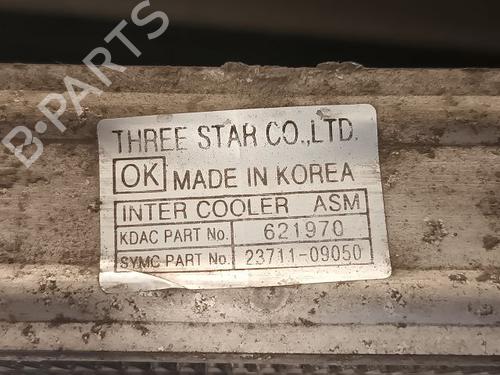 THREE STAR CO.,LTD.
OK MADE IN KOREA
INTER COOLER ASM
KDAC PART No. 621970
SYMC PART No. 23711-09050